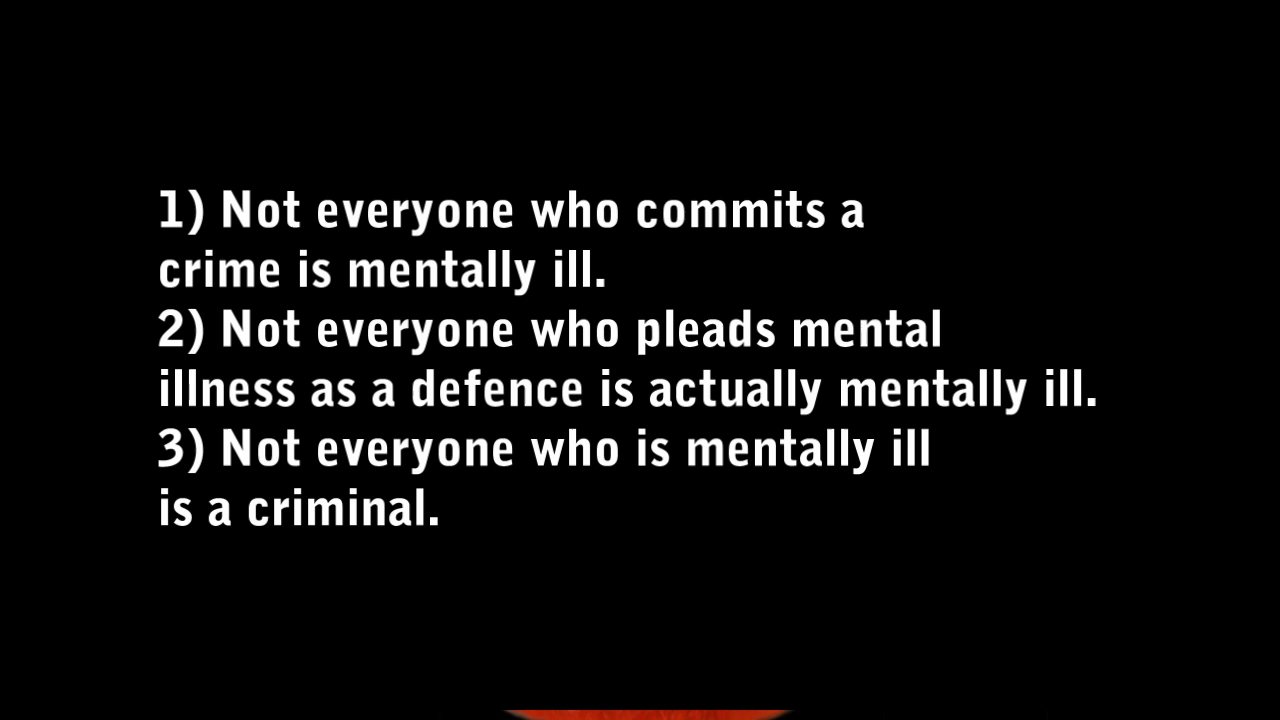 1) Not everyone who commits a
crime is mentally ill.
2) Not everyone who pleads mental
illness as a defence is actually mentally ill.
3) Not everyone who is mentally ill
is a criminal.